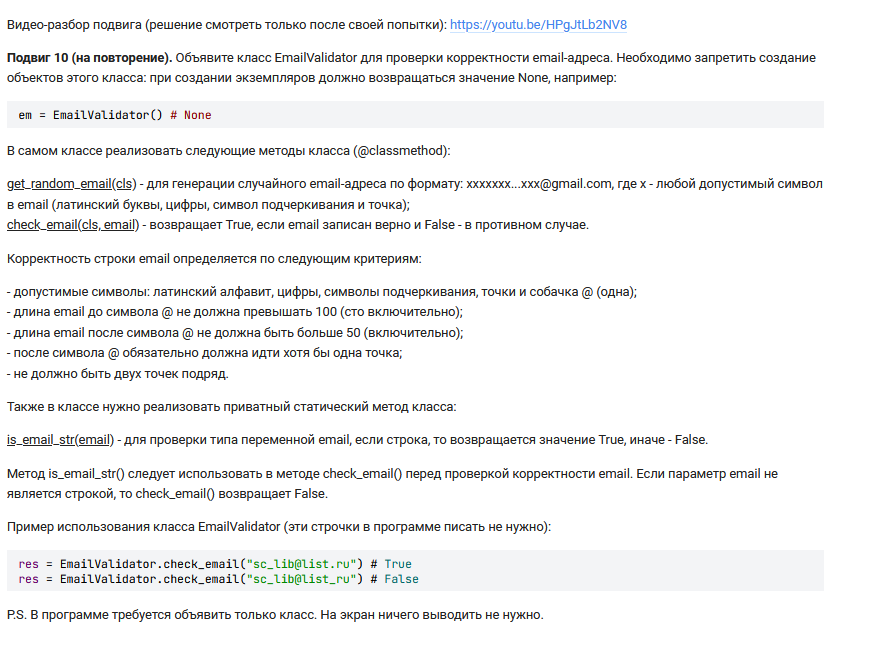 Видео-разбор подвига (решение смотреть только после своей попытки): https://youtu.be/HPgJtLb2NV8
Подвиг 10 (на повторение). Объявите класс EmailValidator для проверки корректности email-адреса. Необходимо запретить создание
объектов этого класса: при создании экземпляров должно возвращаться значение None, например:
em = EmailValidator() # None
В самом классе реализовать следующие методы класса (@classmethod):
get_random_email(cls) - для генерации случайного email-адреса по формату: xxxxxxx...xxx@gmail.com, где x - любой допустимый символ
в email (латинский буквы, цифры, символ подчеркивания и точка);
check_email(cls, email) - возвращает True, если email записан верно и False - в противном случае.
Корректность строки email определяется по следующим критериям:
- допустимые символы: латинский алфавит, цифры, символы подчеркивания, точки и собачка @ (одна);
- длина email до символа @ не должна превышать 100 (сто включительно);
- длина email после символа @ не должна быть больше 50 (включительно);
- после символа @ обязательно должна идти хотя бы одна точка;
- не должно быть двух точек подряд.
Также в классе нужно реализовать приватный статический метод класса:
is_email_str(email) - для проверки типа переменной email, если строка, то возвращается значение True, иначе - False.
Метод is_email_str() следует использовать в методе check_email() перед проверкой корректности email. Если параметр email не
является строкой, то check_email() возвращает False.
Пример использования класса EmailValidator (эти строчки в программе писать не нужно):
res = EmailValidator.check_email("sc_lib@list.ru") # True
res = EmailValidator.check_email("sc_lib@list_ru") # False
P.S. В программе требуется объявить только класс. На экран ничего выводить не нужно.